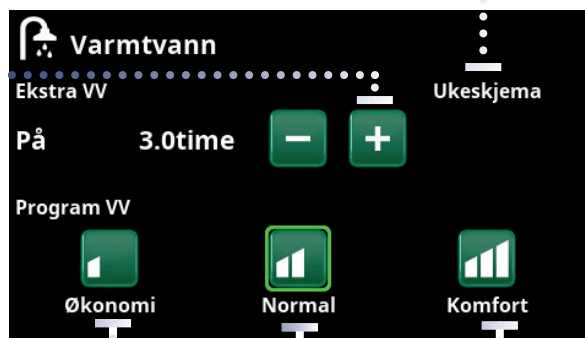 Varmtvann
Ekstra VV Ukeskjema
På 3.0time − +
Program VV
Økonomi Normal Komfort